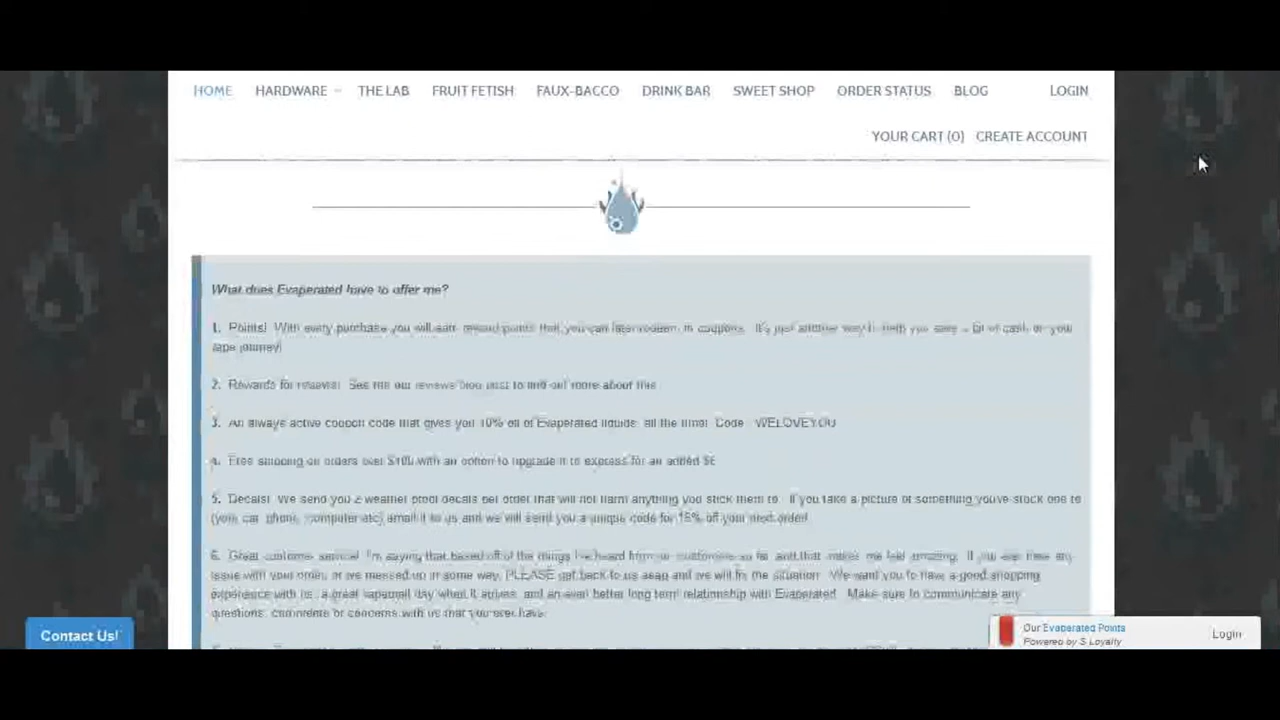 HOME HARDWARE THE LAB FRUIT FETISH FAUX-BACCO DRINK BAR SWEET SHOP ORDER STATUS BLOG LOGIN
YOUR CART (0) CREATE ACCOUNT
What does Evaperated have to offer me?
1. Points! With every purchase you will earn reward points that you can later redeem in coupons. It's just another way to help you save a bit of cash on your
vape journey!
2. Rewards for reviews! See the our reviews blog post to find out more about this
3. An always active coupon code that gives you 10% off of Evaperated liquids all the time! Code WELOVEYOU
4. Free shipping on orders over $100 with an option to upgrade it to express for an added
5. Decals! We send you 2 weather proof decals per order that will not harm anything you stick them to. If you take a picture of something you've stuck one to
(your car, phone, computer etc) email it to us and we will send you a unique code for 15% off your next order!
6. Great customer service! I'm saying that based off of the things I've heard from our customers so far and that makes me feel amazing. If you ever have any
issue with your order, or we messed up in some way, PLEASE get back to us asap and we will fix the situation. We want you to have a good shopping
experience with us, a great vapemail day when it arrives, and an even better long term relationship with Evaperated. Make sure to communicate any
questions, comments or concerns with us that you ever have.
Contact Us!
Our Evaperated Points
Powered by S Loyalty
Login